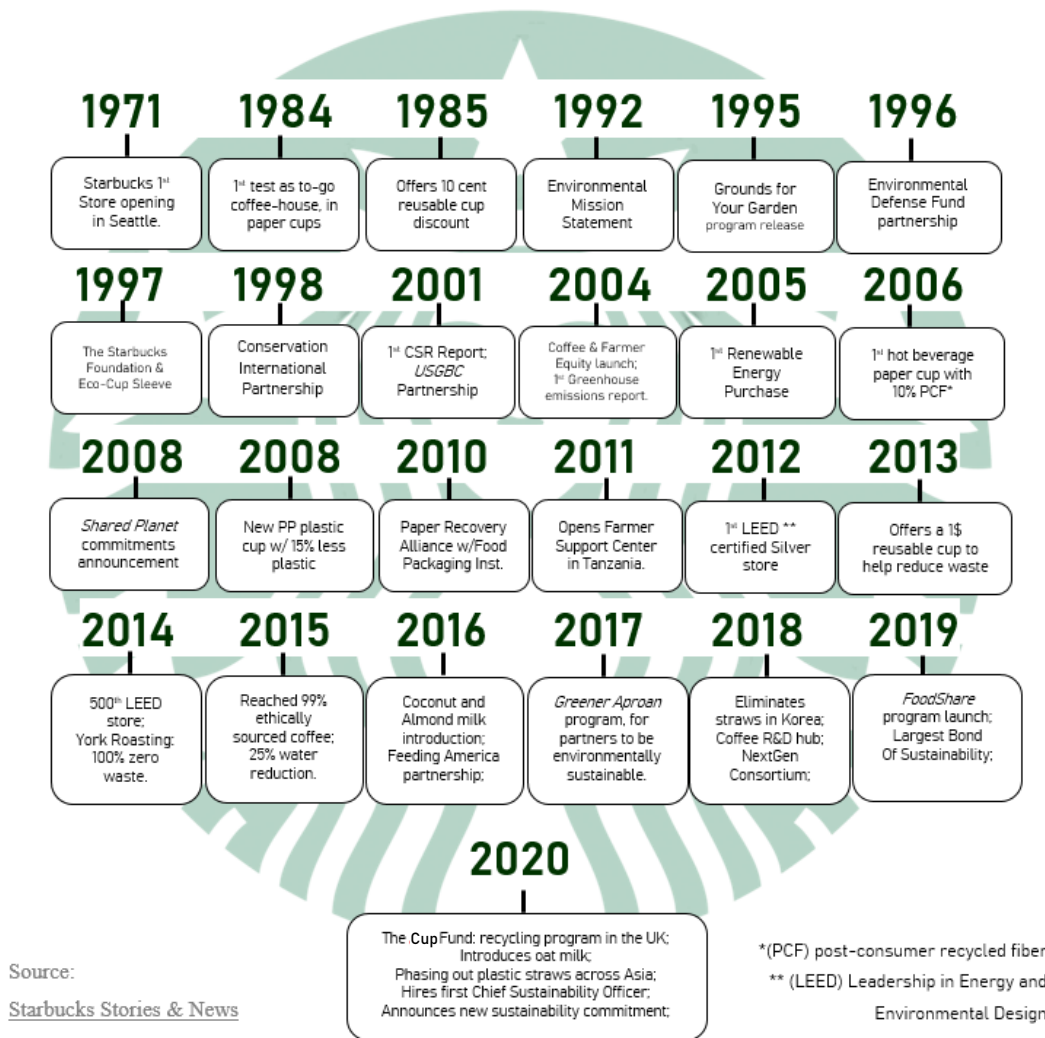 1971
Starbucks 1st
Store opening
in Seattle.
1984
1st test as to-go
coffee-house, in
paper cups
1985
Offers 10 cent
reusable cup
discount
1992
Environmental
Mission
Statement
1995
Grounds for
Your Garden
program release
1996
Environmental
Defense Fund
partnership
1997
The Starbucks
Foundation &
Eco-Cup Sleeve
1998
Conservation
International
Partnership
2001
1st CSR Report;
USGBC
Partnership
2004
Coffee & Farmer
Equity launch;
1st Greenhouse
emissions report.
2005
1st Renewable
Energy
Purchase
2006
1st hot beverage
paper cup with
10% PCF*
2008
Shared Planet
commitments
announcement
2008
New PP plastic
cup w/ 15% less
plastic
2010
Paper Recovery
Alliance w/Food
Packaging Inst.
2011
Opens Farmer
Support Center
in Tanzania.
2012
1st LEED **
certified Silver
store
2013
Offers a 1$
reusable cup to
help reduce waste
2014
500th LEED
store;
York Roasting:
100% zero
waste.
2015
Reached 99%
ethically
sourced coffee;
25% water
reduction.
2016
Coconut and
Almond milk
introduction;
Feeding America
partnership;
2017
Greener Aproan
program, for
partners to be
environmentally
sustainable.
2018
Eliminates
straws in Korea;
Coffee R&D hub;
NextGen
Consortium;
2019
FoodShare
program launch;
Largest Bond
Of Sustainability;
2020
The Cup Fund: recycling program in the UK;
Introduces oat milk;
Phasing out plastic straws across Asia;
Hires first Chief Sustainability Officer;
Announces new sustainability commitment;
Source:
Starbucks Stories & News
*(PCF) post-consumer recycled fiber
** (LEED) Leadership in Energy and
Environmental Design